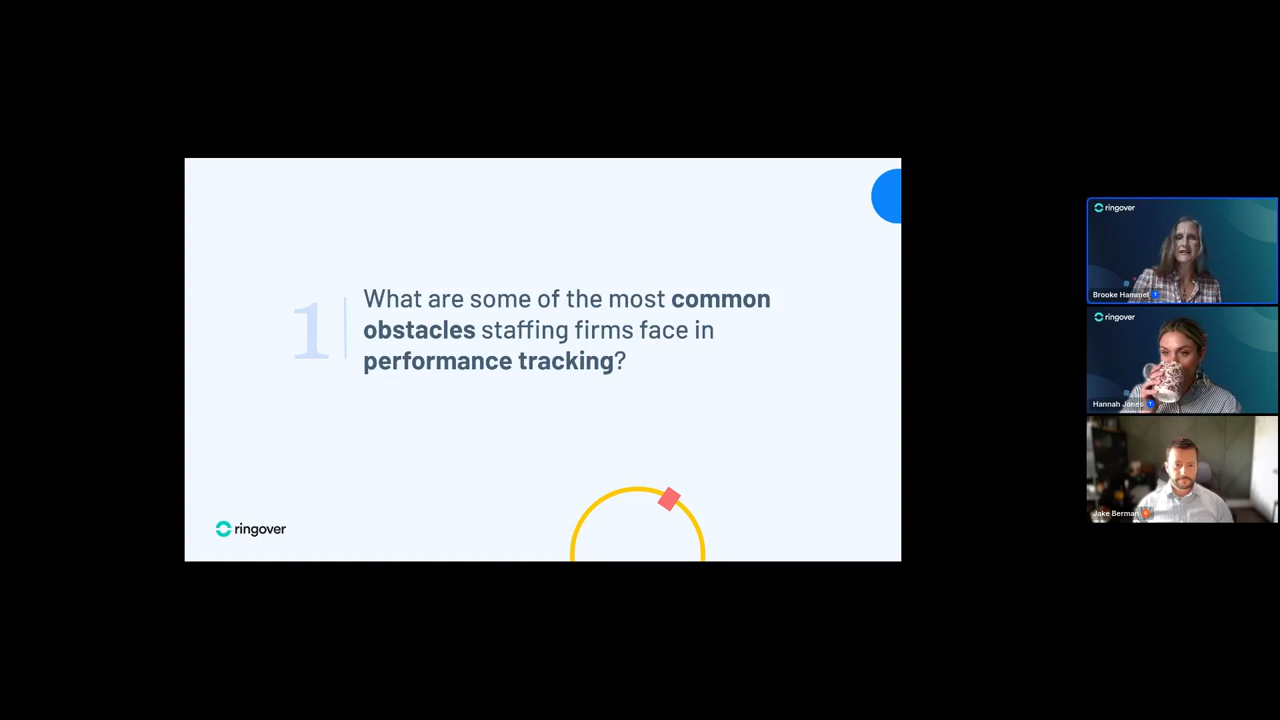 1
What are some of the most common
obstacles staffing firms face in
performance tracking?
ringover
ringover
Brooke Hammel
ringover
Hannah Jones
Jake Berman